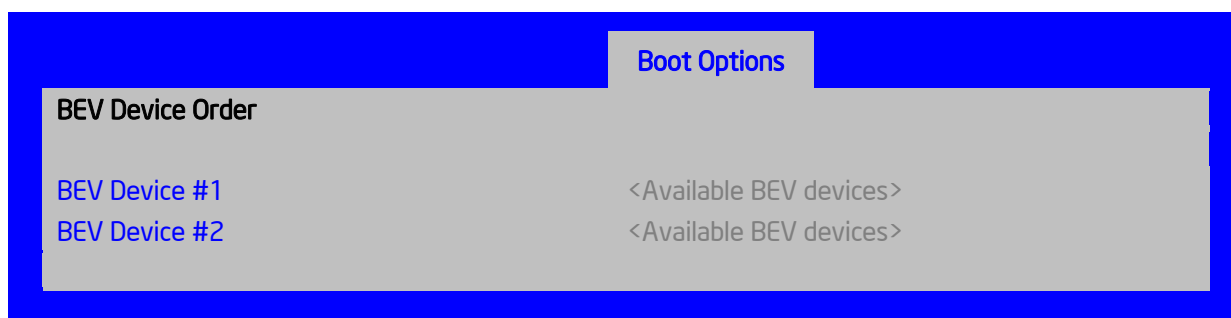 Boot Options
BEV Device Order
BEV Device #1 <Available BEV devices>
BEV Device #2 <Available BEV devices>